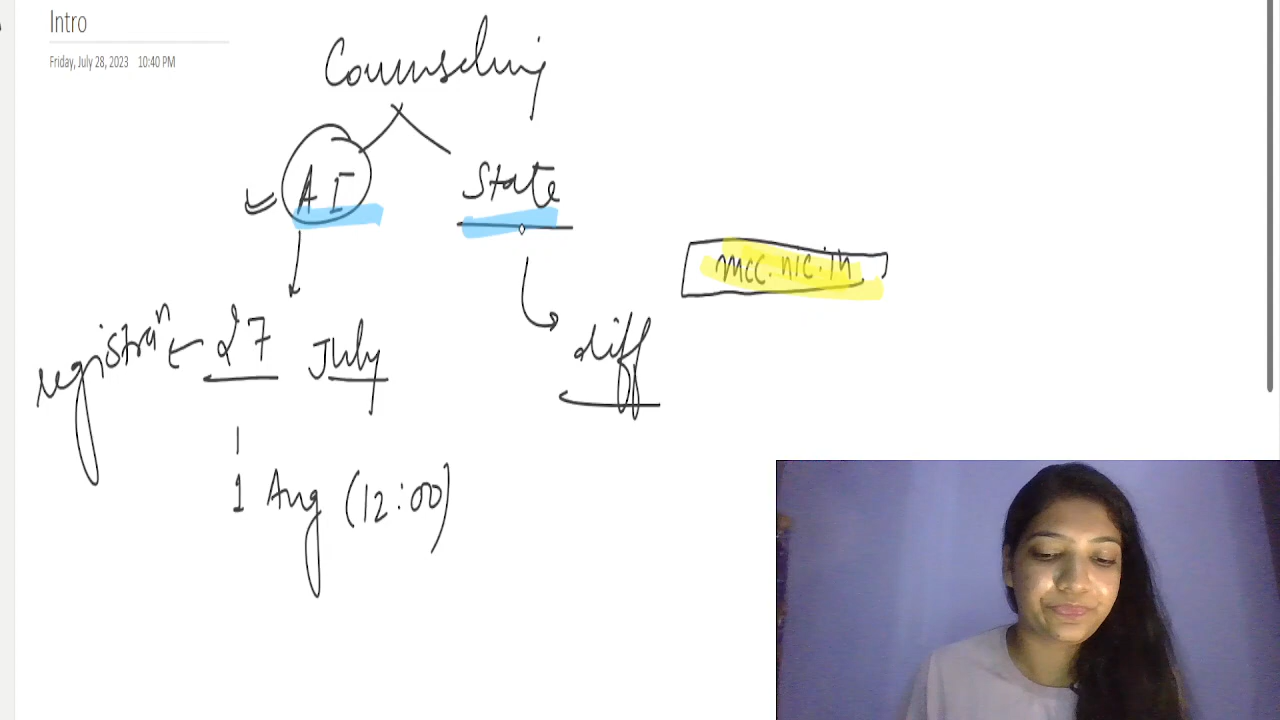 Intro
Friday, July 28, 2023 10:40 PM
Counseling
AI State
mcc.nic.in
registraⁿ ← 27 July
diff
1 Aug (12:00)